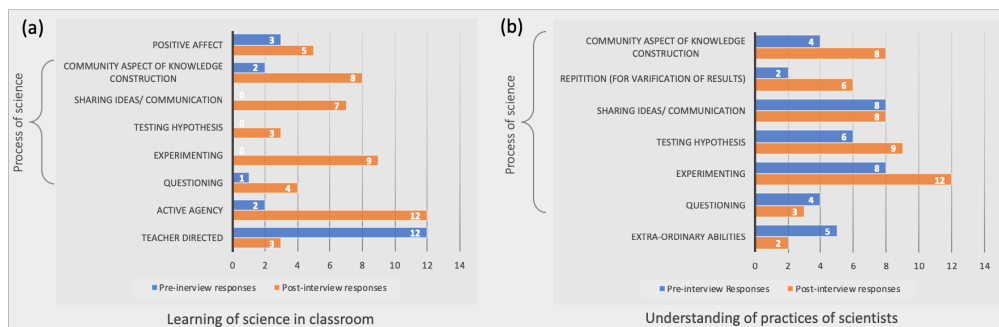 (a)
Process of science
POSITIVE AFFECT
3
5
COMMUNITY ASPECT OF KNOWLEDGE
CONSTRUCTION
2
8
SHARING IDEAS/ COMMUNICATION
0
7
TESTING HYPOTHESIS
0
3
EXPERIMENTING
0
9
QUESTIONING
1
4
ACTIVE AGENCY
2
12
TEACHER DIRECTED
12
3
0 2 4 6 8 10 12 14
Pre-inerview responses Post-interview responses
Learning of science in classroom
(b)
Process of science
COMMUNITY ASPECT OF KNOWLEDGE
CONSTRUCTION
4
8
REPITITION (FOR VARIFICATION OF RESULTS)
2
6
SHARING IDEAS/ COMMUNICATION
8
8
TESTING HYPOTHESIS
6
9
EXPERIMENTING
8
12
QUESTIONING
4
3
EXTRA-ORDINARY ABILITIES
5
2
0 2 4 6 8 10 12 14
Pre-interview Responses Post-interview responses
Understanding of practices of scientists